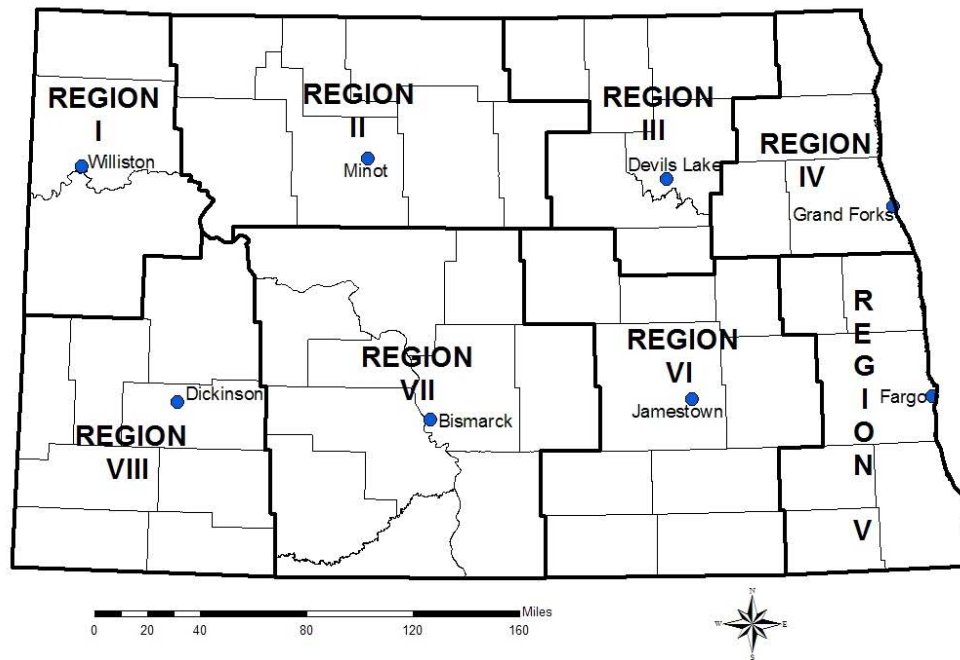 REGION
I
Williston
REGION
II
Minot
REGION
III
Devils Lake
REGION
IV
Grand Forks
REGION
VIII
Dickinson
REGION
VII
Bismarck
REGION
VI
Jamestown
R
E
G
I
O
N
V
Fargo
Miles
0 20 40 80 120 160
N
W E
S